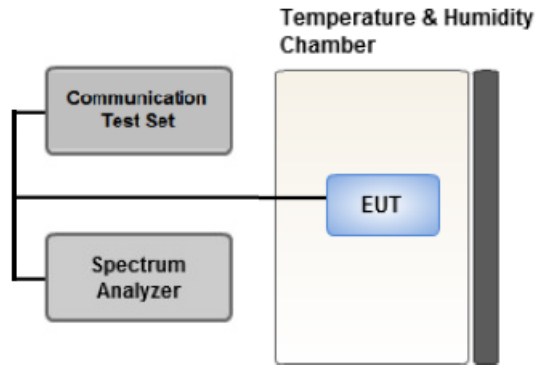 Temperature & Humidity
Chamber
Communication
Test Set
EUT
Spectrum
Analyzer